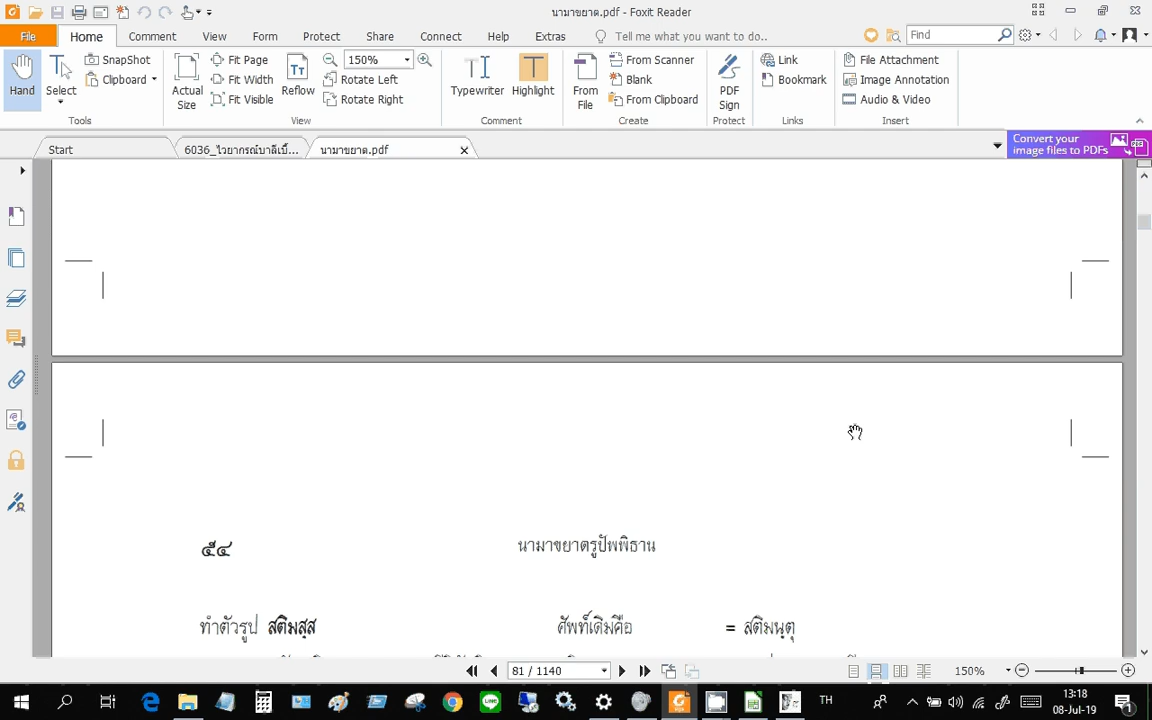 นามาขยาต.pdf - Foxit Reader
File Home Comment View Form Protect Share Connect Help Extras Tell me what you want to do.. Find
Hand
Select
SnapShot
Clipboard
Tools
Actual Size
Fit Page
Fit Width
Fit Visible
Reflow
150%
Rotate Left
Rotate Right
View
Typewriter
Highlight
Comment
From File
From Scanner
Blank
From Clipboard
Create
PDF Sign
Protect
Link
Bookmark
Links
File Attachment
Image Annotation
Audio & Video
Insert
Start
6036_ไวยากรณ์บาลีเบื้...
นามาขยาต.pdf
Convert your
image files to PDFs
๕๔ นามาขยาตรูปัพพิธาน
ทำตัวรูป สติมสฺส ศัพท์เดิมคือ = สติมนฺตุ
81 / 1140
150%
TH
13:18
08-Jul-19
1